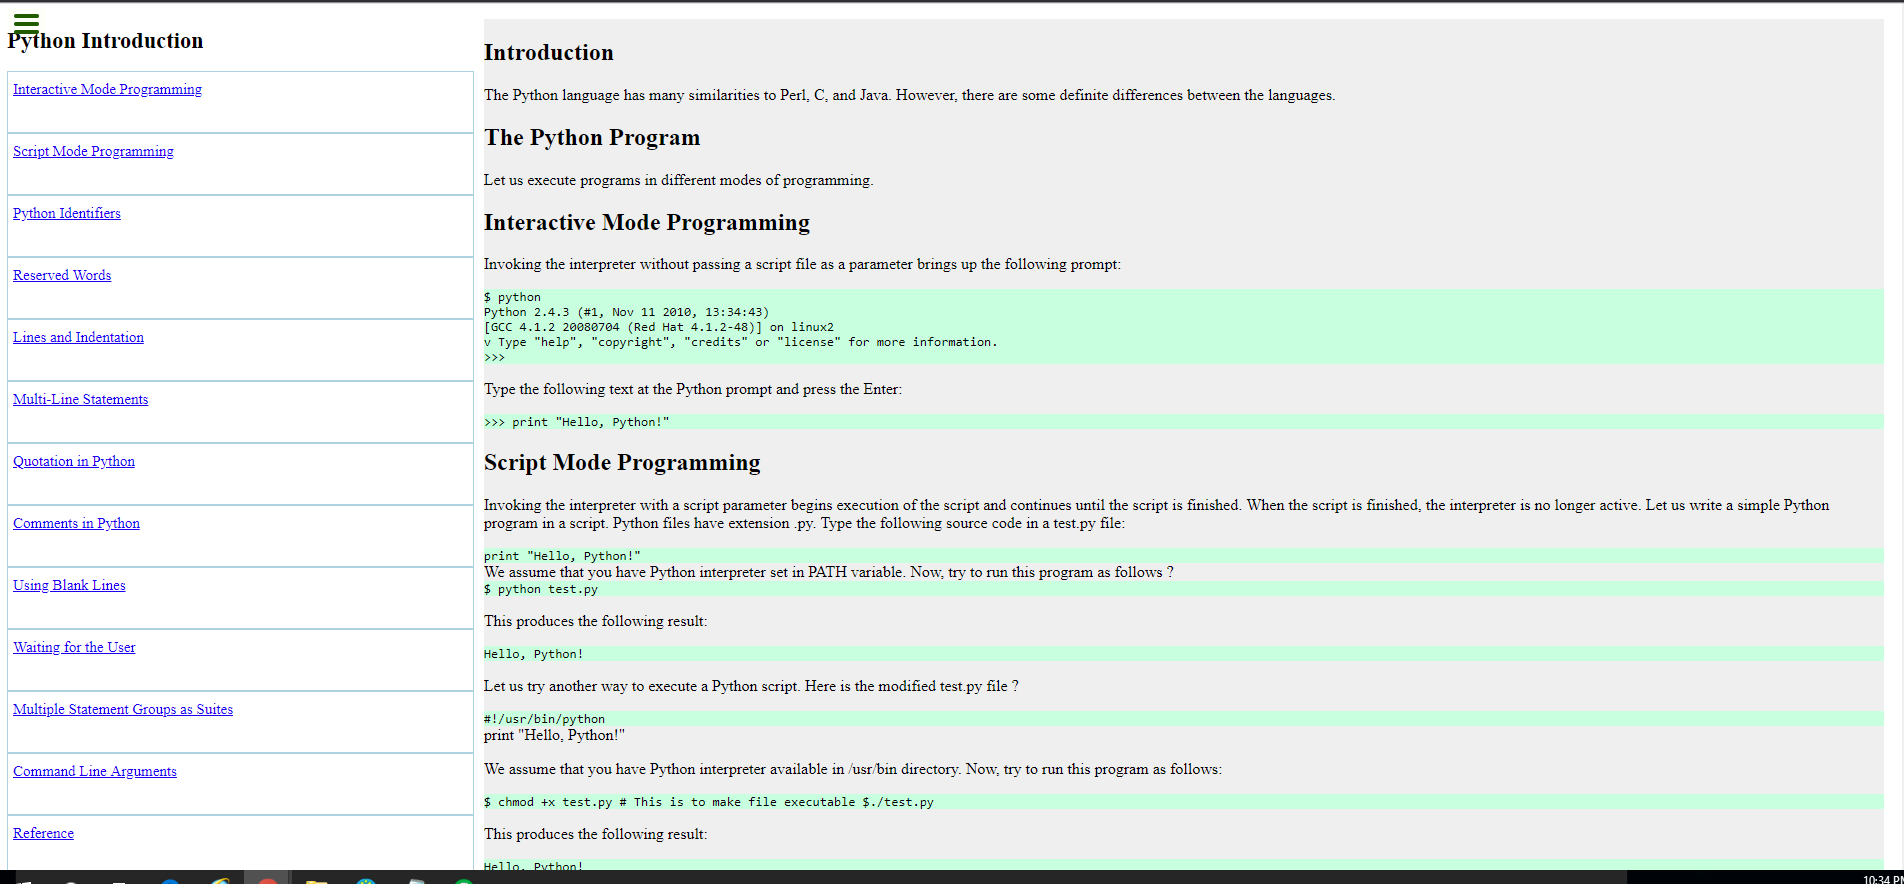 Python Introduction
Interactive Mode Programming
Script Mode Programming
Python Identifiers
Reserved Words
Lines and Indentation
Multi-Line Statements
Quotation in Python
Comments in Python
Using Blank Lines
Waiting for the User
Multiple Statement Groups as Suites
Command Line Arguments
Reference
Introduction
The Python language has many similarities to Perl, C, and Java. However, there are some definite differences between the languages.
The Python Program
Let us execute programs in different modes of programming.
Interactive Mode Programming
Invoking the interpreter without passing a script file as a parameter brings up the following prompt:
$ python
Python 2.4.3 (#1, Nov 11 2010, 13:34:43)
[GCC 4.1.2 20080704 (Red Hat 4.1.2-48)] on linux2
v Type "help", "copyright", "credits" or "license" for more information.
>>>
Type the following text at the Python prompt and press the Enter:
>>> print "Hello, Python!"
Script Mode Programming
Invoking the interpreter with a script parameter begins execution of the script and continues until the script is finished. When the script is finished, the interpreter is no longer active. Let us write a simple Python
program in a script. Python files have extension .py. Type the following source code in a test.py file:
print "Hello, Python!"
We assume that you have Python interpreter set in PATH variable. Now, try to run this program as follows ?
$ python test.py
This produces the following result:
Hello, Python!
Let us try another way to execute a Python script. Here is the modified test.py file ?
#!/usr/bin/python
print "Hello, Python!"
We assume that you have Python interpreter available in /usr/bin directory. Now, try to run this program as follows:
$ chmod +x test.py # This is to make file executable $./test.py
This produces the following result:
Hello, Python!
10:34 PM